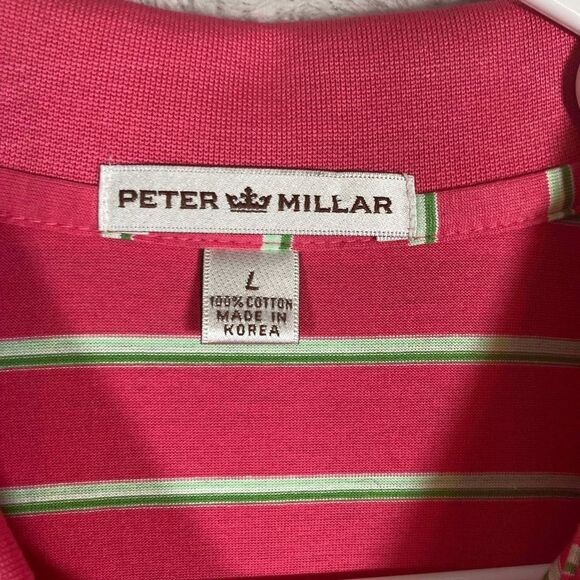 PETER MILLAR
L
100% COTTON
MADE IN
KOREA